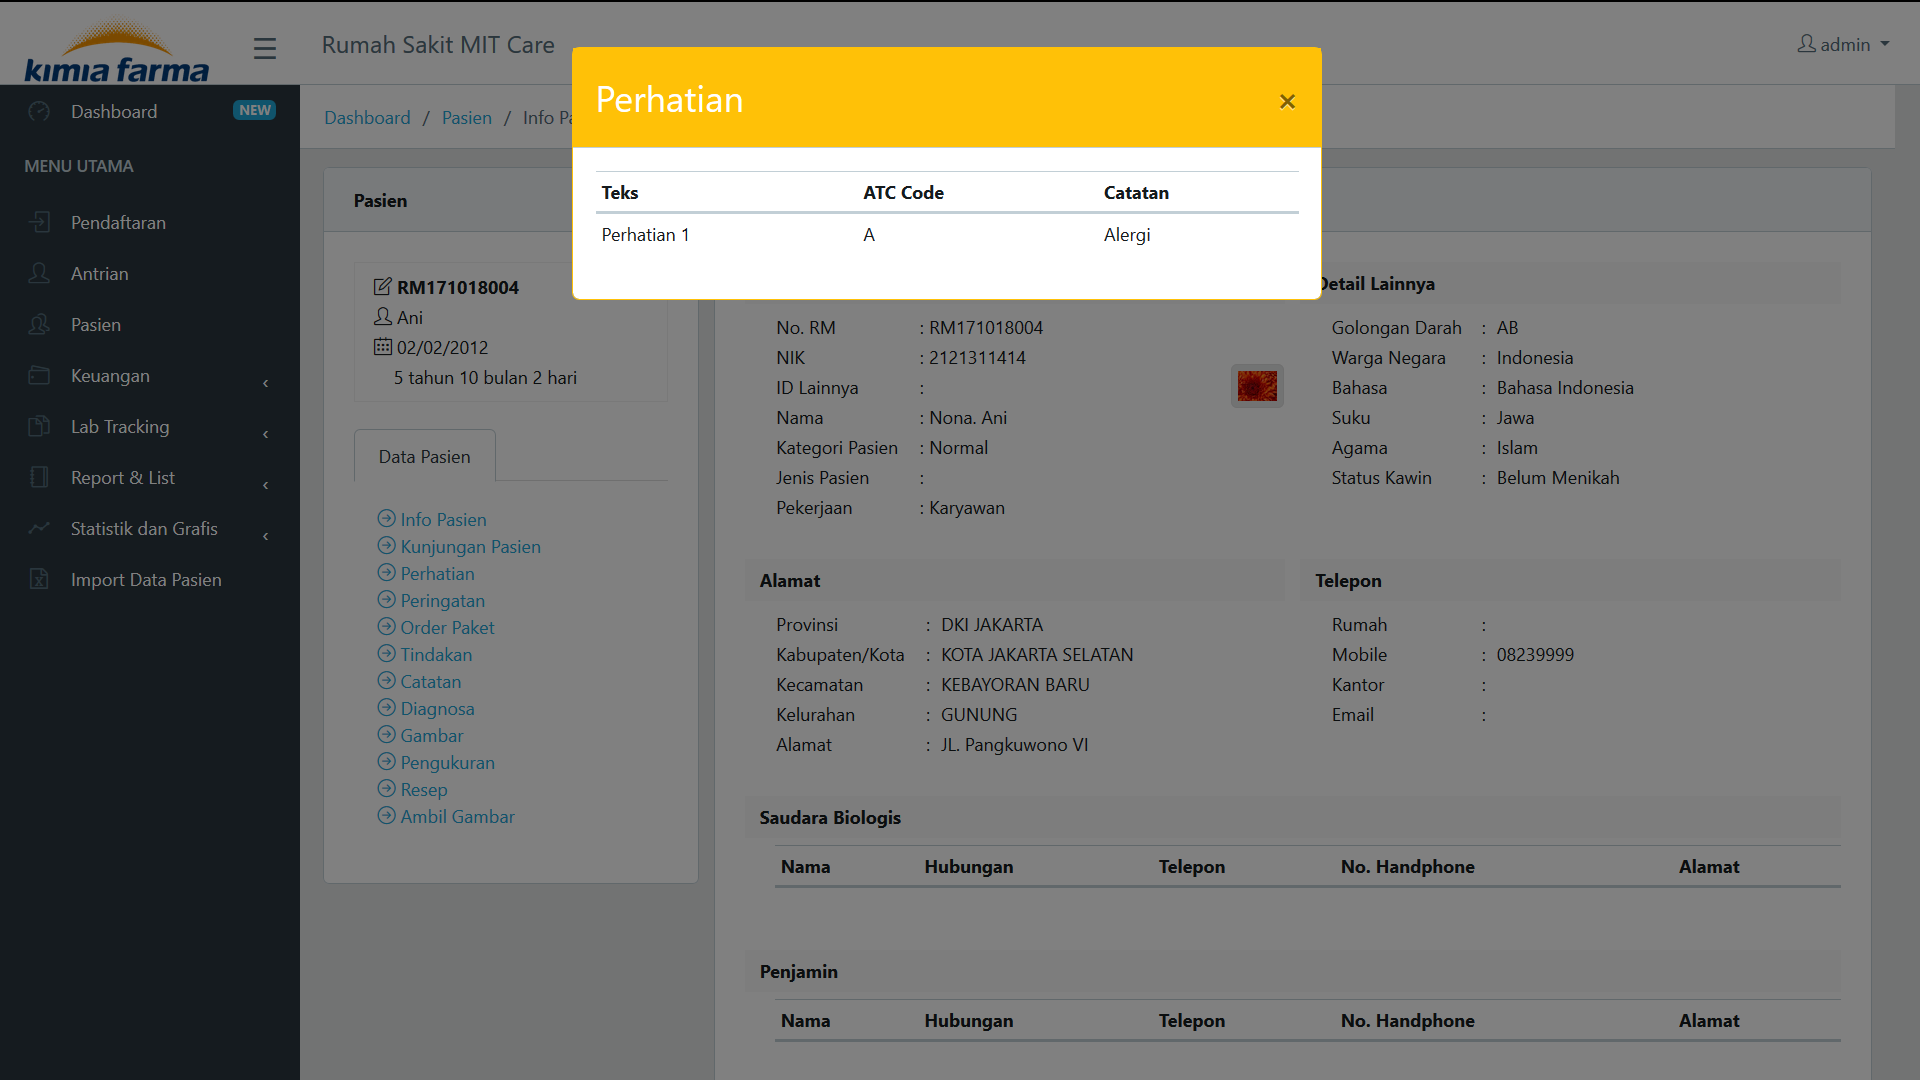 kimia farma
Rumah Sakit MIT Care
admin
Dashboard NEW
MENU UTAMA
Pendaftaran
Antrian
Pasien
Keuangan
Lab Tracking
Report & List
Statistik dan Grafis
Import Data Pasien
Dashboard / Pasien / Info
Perhatian ×
Teks ATC Code Catatan
Perhatian 1 A Alergi
Pasien
RM171018004
Ani
02/02/2012
5 tahun 10 bulan 2 hari
Data Pasien
Info Pasien
Kunjungan Pasien
Perhatian
Peringatan
Order Paket
Tindakan
Catatan
Diagnosa
Gambar
Pengukuran
Resep
Ambil Gambar
No. RM : RM171018004
NIK : 2121311414
ID Lainnya :
Nama : Nona. Ani
Kategori Pasien : Normal
Jenis Pasien :
Pekerjaan : Karyawan
Detail Lainnya
Golongan Darah : AB
Warga Negara : Indonesia
Bahasa : Bahasa Indonesia
Suku : Jawa
Agama : Islam
Status Kawin : Belum Menikah
Alamat
Provinsi : DKI JAKARTA
Kabupaten/Kota : KOTA JAKARTA SELATAN
Kecamatan : KEBAYORAN BARU
Kelurahan : GUNUNG
Alamat : JL. Pangkuwono VI
Telepon
Rumah :
Mobile : 08239999
Kantor :
Email :
Saudara Biologis
Nama Hubungan Telepon No. Handphone Alamat
Penjamin
Nama Hubungan Telepon No. Handphone Alamat